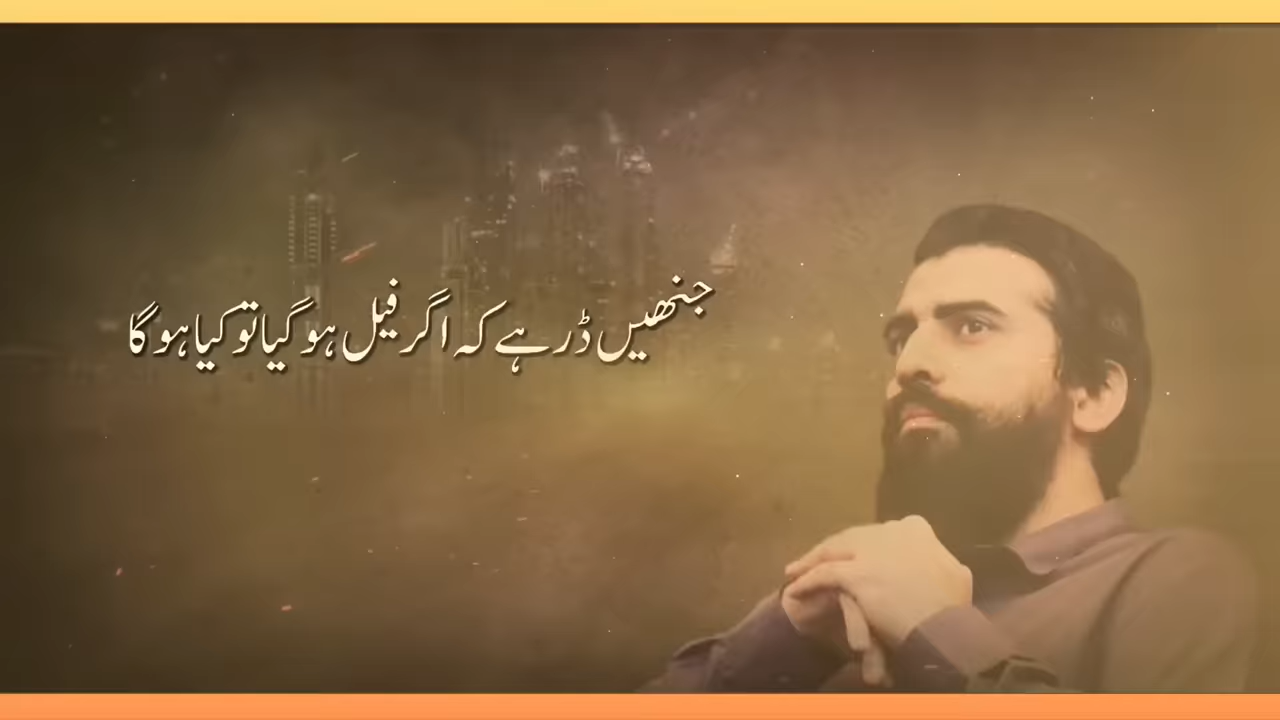 جنھیں ڈر ہے کہ اگر فیل ہو گیا تو کیا ہو گا